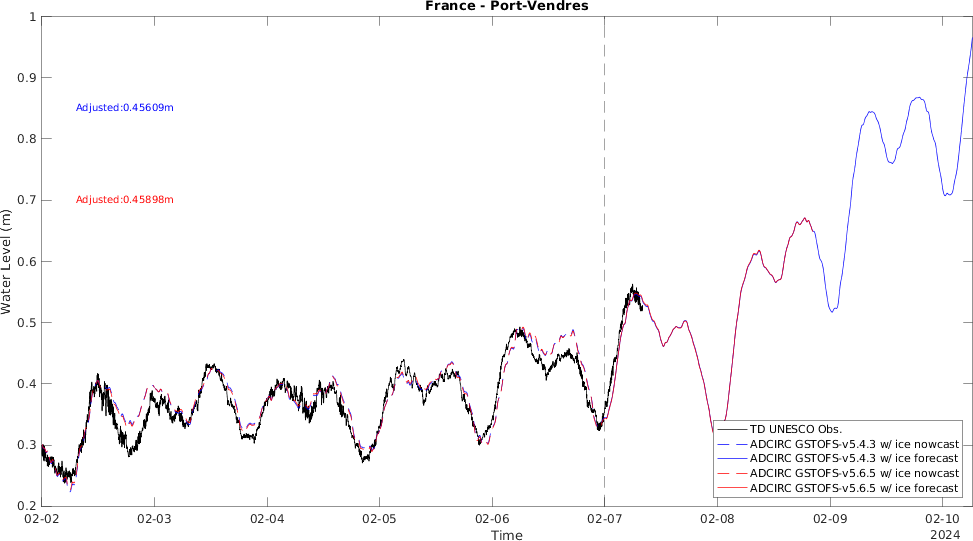 France - Port-Vendres
1
0.9
0.8
0.7
0.6
0.5
0.4
0.3
0.2
Water Level (m)
Adjusted:0.45609m
Adjusted:0.45898m
TD UNESCO Obs.
ADCIRC GSTOFS-v5.4.3 w/ ice nowcast
ADCIRC GSTOFS-v5.4.3 w/ ice forecast
ADCIRC GSTOFS-v5.6.5 w/ ice nowcast
ADCIRC GSTOFS-v5.6.5 w/ ice forecast
02-02 02-03 02-04 02-05 02-06 02-07 02-08 02-09 02-10
Time
2024